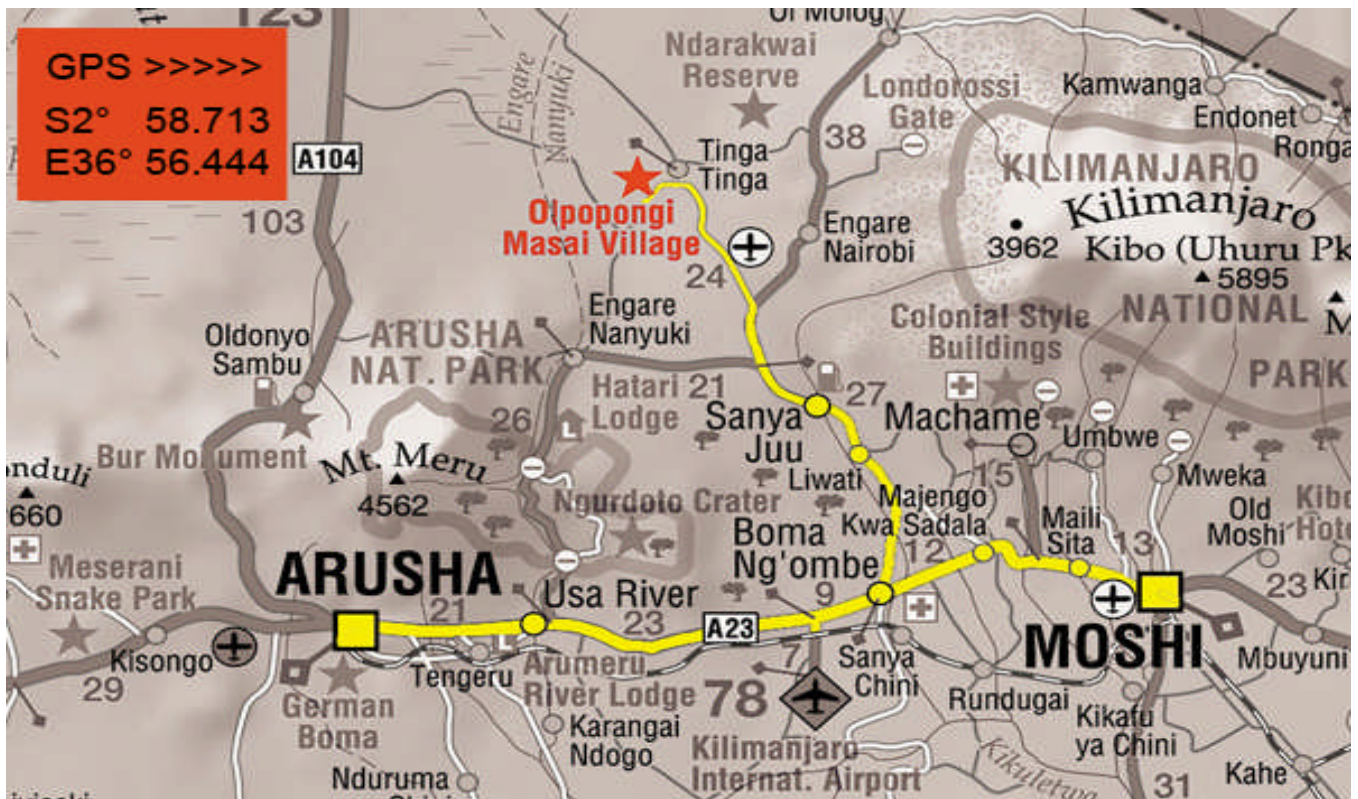 GPS >>>>>
S2° 58.713
E36° 56.444
123
A104
103
Engare
Nanyuki
Ol Molog
Ndarakwai
Reserve
Londorossi
Gate
38
Kamwanga
Endonet
Tinga
Tinga
KILIMANJARO
Kilimanjaro
3962
Kibo (Uhuru Pk
5895
NATIONAL
PARK
Olpopongi
Masai Village
24
Engare
Nairobi
Engare
Nanyuki
Oldonyo
Sambu
ARUSHA
NAT. PARK
Hatari
Lodge
21
26
Colonial Style
Buildings
27
Sanya
Juu
Machame
Umbwe
15
Mweka
Bur Monument
Mt. Meru
4562
Liwati
Majengo
Kwa Sadala
Ngurdoto Crater
Maili
Sita
Old
Moshi
660
Meserani
Snake Park
ARUSHA
Usa River
Boma
Ng'ombe
12
13
23
21
23
A23
9
MOSHI
Mbuyuni
Kisongo
29
German
Boma
Tengeru
L
Arumeru
River Lodge
7
78
Sanya
Chini
Rundugai
Karangai
Ndogo
Kilimanjaro
Internat. Airport
Kikafu
ya Chini
Kikuletwa
31
Kahe
Nduruma